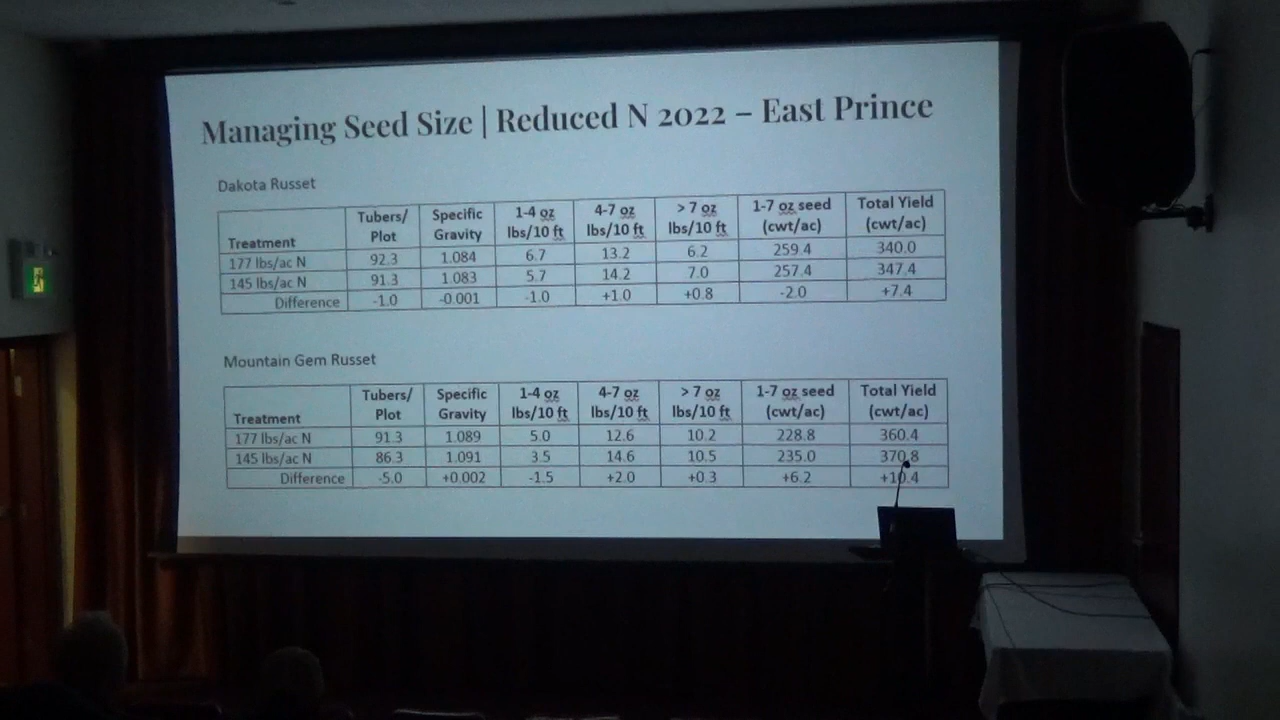 Managing Seed Size | Reduced N 2022 – East Prince
Dakota Russet
Treatment Tubers/ Plot Specific Gravity 1-4 oz lbs/10 ft 4-7 oz lbs/10 ft > 7 oz lbs/10 ft 1-7 oz seed (cwt/ac) Total Yield (cwt/ac)
177 lbs/ac N 92.3 1.084 6.7 13.2 6.2 259.4 340.0
145 lbs/ac N 91.3 1.083 5.7 14.2 7.0 257.4 347.4
Difference -1.0 -0.001 -1.0 +1.0 +0.8 -2.0 +7.4
Mountain Gem Russet
Treatment Tubers/ Plot Specific Gravity 1-4 oz lbs/10 ft 4-7 oz lbs/10 ft > 7 oz lbs/10 ft 1-7 oz seed (cwt/ac) Total Yield (cwt/ac)
177 lbs/ac N 91.3 1.089 5.0 12.6 10.2 228.8 360.4
145 lbs/ac N 86.3 1.091 3.5 14.6 10.5 235.0 370.8
Difference -5.0 +0.002 -1.5 +2.0 +0.3 +6.2 +10.4